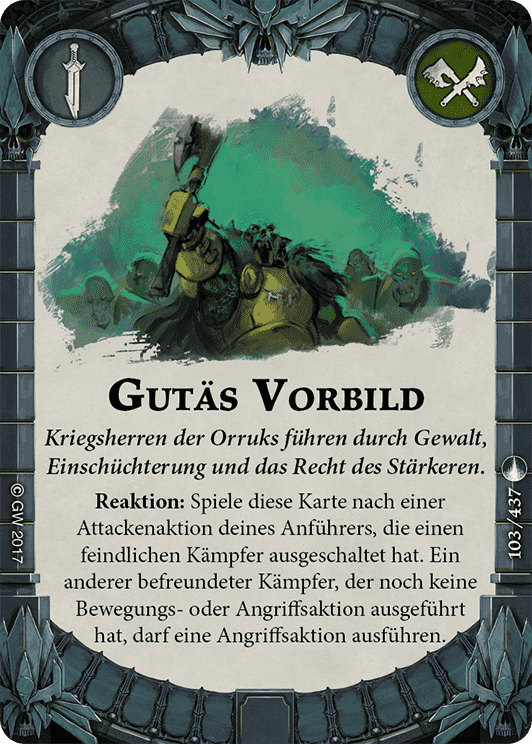 GUTÄS VORBILD
Kriegsherren der Orruks führen durch Gewalt,
Einschüchterung und das Recht des Stärkeren.
Reaktion: Spiele diese Karte nach einer
Attackenaktion deines Anführers, die einen
feindlichen Kämpfer ausgeschaltet hat. Ein
anderer befreundeter Kämpfer, der noch keine
Bewegungs- oder Angriffsaktion ausgeführt
hat, darf eine Angriffsaktion ausführen.
© GW 2017
103/437